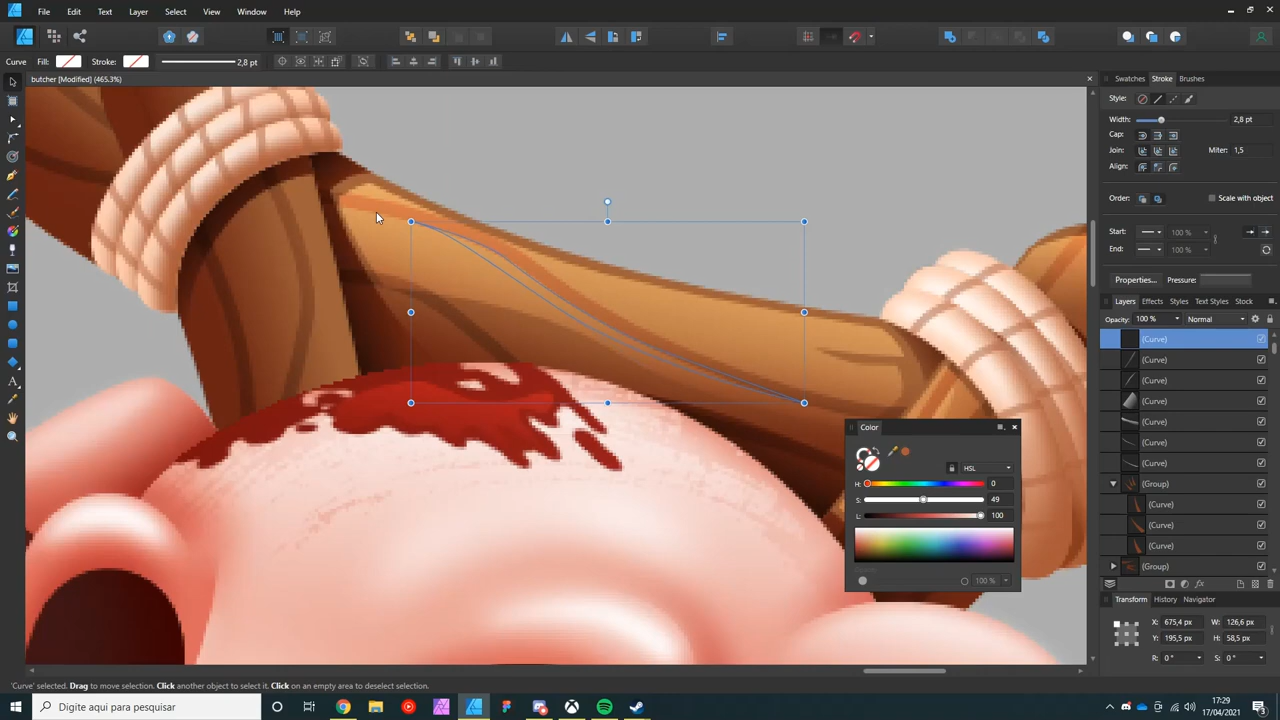 File Edit Text Layer Select View Window Help
Curve Fill: Stroke: 2,8 pt
butcher [Modified] (465.3%)
Swatches Stroke Brushes
Style:
Width: 2,8 pt
Cap:
Join: Miter: 1,5
Align:
Order: Scale with object
Start: 100 %
End: 100 %
Properties... Pressure:
Layers Effects Styles Text Styles Stock
Opacity: 100 % Normal
(Curve)
(Curve)
(Curve)
(Curve)
(Curve)
(Curve)
(Curve)
(Group)
(Curve)
(Curve)
(Curve)
(Group)
Color
HSL
H: 0
S: 49
L: 100
Opacity
100 %
Transform History Navigator
X: 675,4 px W: 126,6 px
Y: 195,5 px H: 58,5 px
R: 0 ° S: 0 °
'Curve' selected. Drag to move selection. Click another object to select it. Click on an empty area to deselect selection.
Digite aqui para pesquisar
17:29
17/04/2021